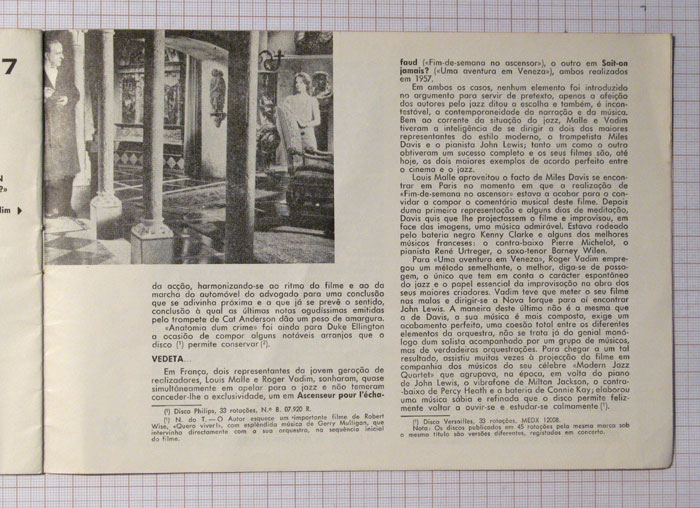 7
N
?»
dim ▶
da acção, harmonizando-se ao ritmo do filme e ao da
marcha do automóvel do advogado para uma conclusão
que se adivinha próxima e a que já se prevê o sentido,
conclusão à qual as últimas notas agudíssimas emitidas
pelo trompete de Cat Anderson dão um peso de amargura.
«Anatomia dum crime» foi ainda para Duke Ellington
a ocasião de compor alguns notáveis arranjos que o
disco (¹) permite conservar (²).
VEDETA...
Em França, dois representantes da jovem geração de
realizadores, Louis Malle e Roger Vadim, sonharam, quase
simultâneamente em apelar para o jazz e não temeram
conceder-lhe a exclusividade, um em Ascenseur pour l'écha-
(¹) Disco Philips, 33 rotações. N.º B. 07.920 R.
(²) N. do T. — O Autor esquece um importante filme de Robert
Wise, «Quero viver!», com esplêndida música de Gerry Mulligan, que
intervinha directamente com a sua orquestra, na sequência inicial
do filme.
faud («Fim-de-semana no ascensor»), o outro em Sait-on
jamais? («Uma aventura em Veneza»), ambos realizados
em 1957.
Em ambos os casos, nenhum elemento foi introduzido
no argumento para servir de pretexto, apenas a afeição
dos autores pelo jazz ditou a escolha e também, é incon-
testável, a contemporaneidade da narração e da música.
Bem ao corrente da situação do jazz, Malle e Vadim
tiveram a inteligência de se dirigir a dois dos maiores
representantes do estilo moderno, o trompetista Miles
Davis e o pianista John Lewis; tanto um como o outro
obtiveram um sucesso completo e os seus filmes são, até
hoje, os dois maiores exemplos de acordo perfeito entre
o cinema e o jazz.
Louis Malle aproveitou o facto de Miles Davis se encon-
trar em Paris no momento em que a realização de
«Fim-de-semana no ascensor» estava a acabar para o con-
vidar a compor o comentário musical deste filme. Depois
duma primeira representação e alguns dias de meditação,
Davis quis que lhe projectassem o filme e improvisou, em
face das imagens, uma música admirável. Estava rodeado
pelo bateria negro Kenny Clarke e alguns dos melhores
músicos franceses: o contra-baixo Pierre Michelot, o
pianista René Urtreger, o saxo-tenor Barney Wilen.
Para «Uma aventura em Veneza», Roger Vadim empre-
gou um método semelhante, o melhor, diga-se de passa-
gem, o único que tem em conta o carácter espontâneo
do jazz e o papel essencial da improvisação na obra dos
seus maiores criadores. Vadim teve que meter o seu filme
nas malas e dirigir-se a Nova Iorque para aí encontrar
John Lewis. A maneira deste último não é a mesma que
a de Davis, a sua música é mais composta, exige um
acabamento perfeito, uma coesão total entre os diferentes
elementos da orquestra, não se trata já do genial monó-
logo dum solista acompanhado por um grupo de músicos,
mas de verdadeiras orquestrações. Para chegar a um tal
resultado, assistiu muitas vezes à projecção do filme em
companhia dos músicos do seu célebre «Modern Jazz
Quartet» que agrupava, na época, em volta do piano
de John Lewis, o vibrafone de Milton Jackson, o contra-
-baixo de Percy Heath e a bateria de Connie Kay; elaborou
uma música sábia e refinada que o disco permite feliz-
mente voltar a ouvir-se e estudar-se calmamente (¹).
(¹) Disco Versailles, 33 rotações, MEDX 12008.
Nota: Os discos publicados em 45 rotações pela mesma marca sob
o mesmo título são versões diferentes, registadas em concerto.